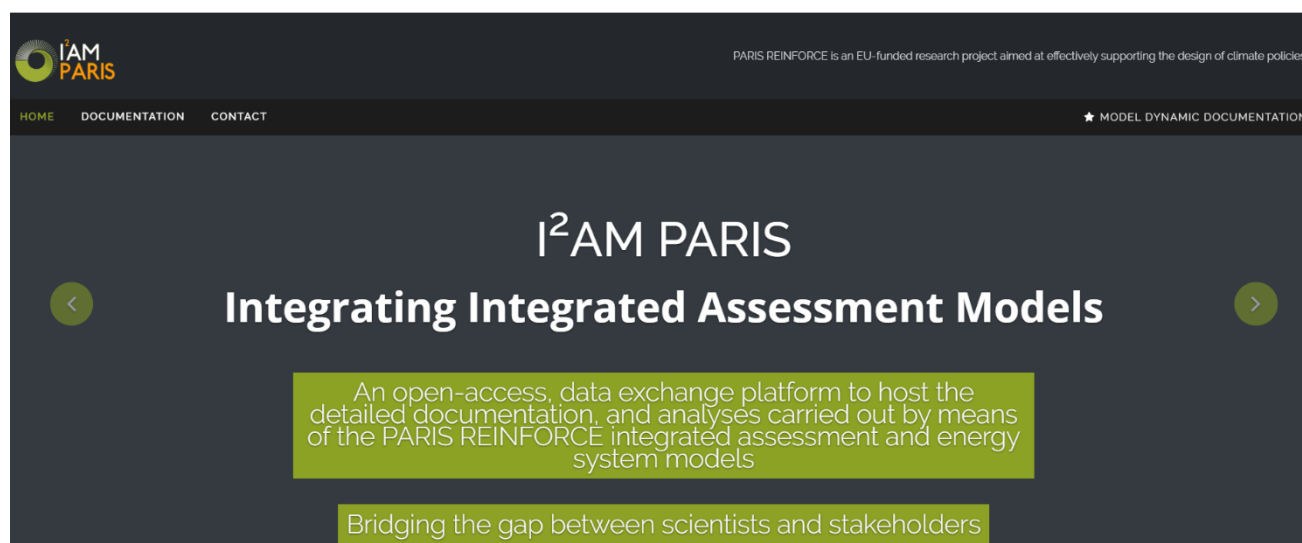 I²AM
PARIS
PARIS REINFORCE is an EU-funded research project aimed at effectively supporting the design of climate policies
HOME DOCUMENTATION CONTACT
★ MODEL DYNAMIC DOCUMENTATION
I²AM PARIS
Integrating Integrated Assessment Models
An open-access, data exchange platform to host the
detailed documentation, and analyses carried out by means
of the PARIS REINFORCE integrated assessment and energy
system models
Bridging the gap between scientists and stakeholders